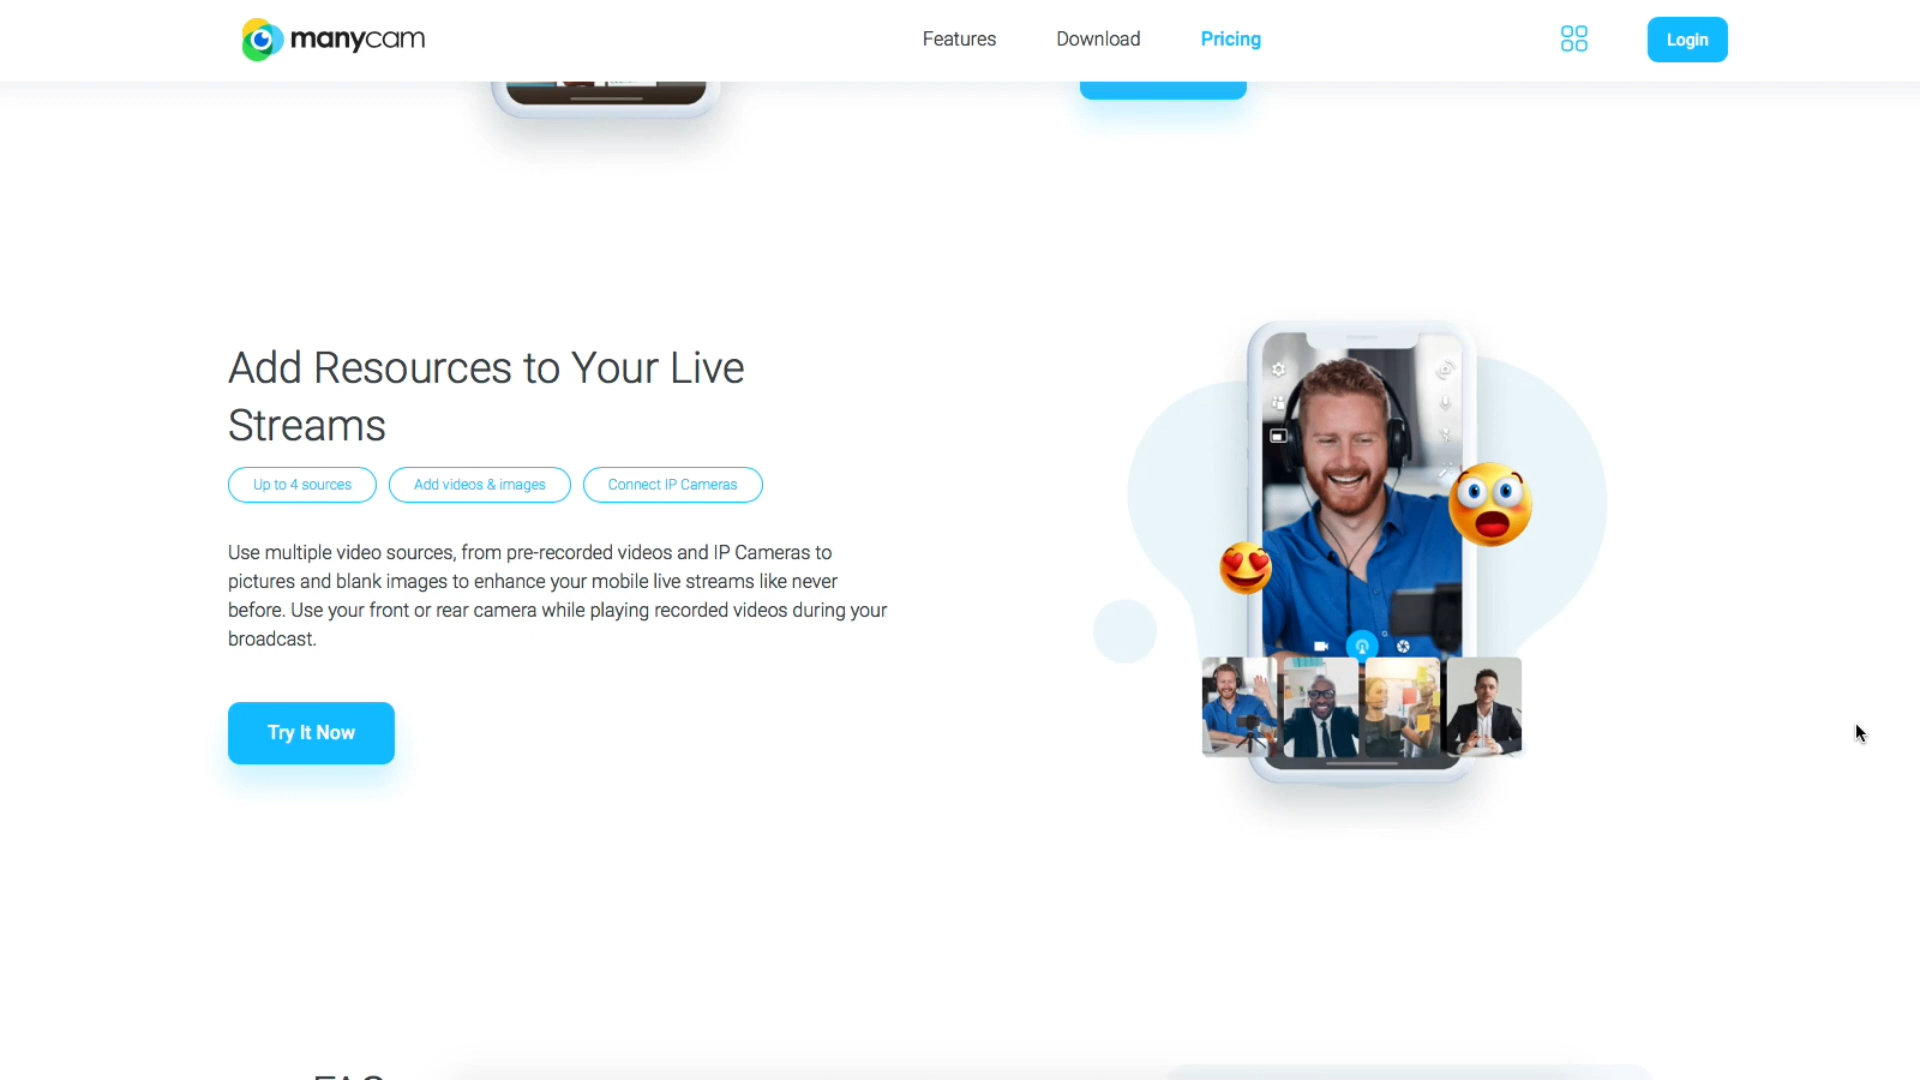 manycam
Features
Download
Pricing
Login
Add Resources to Your Live
Streams
Up to 4 sources
Add videos & images
Connect IP Cameras
Use multiple video sources, from pre-recorded videos and IP Cameras to
pictures and blank images to enhance your mobile live streams like never
before. Use your front or rear camera while playing recorded videos during your
broadcast.
Try It Now